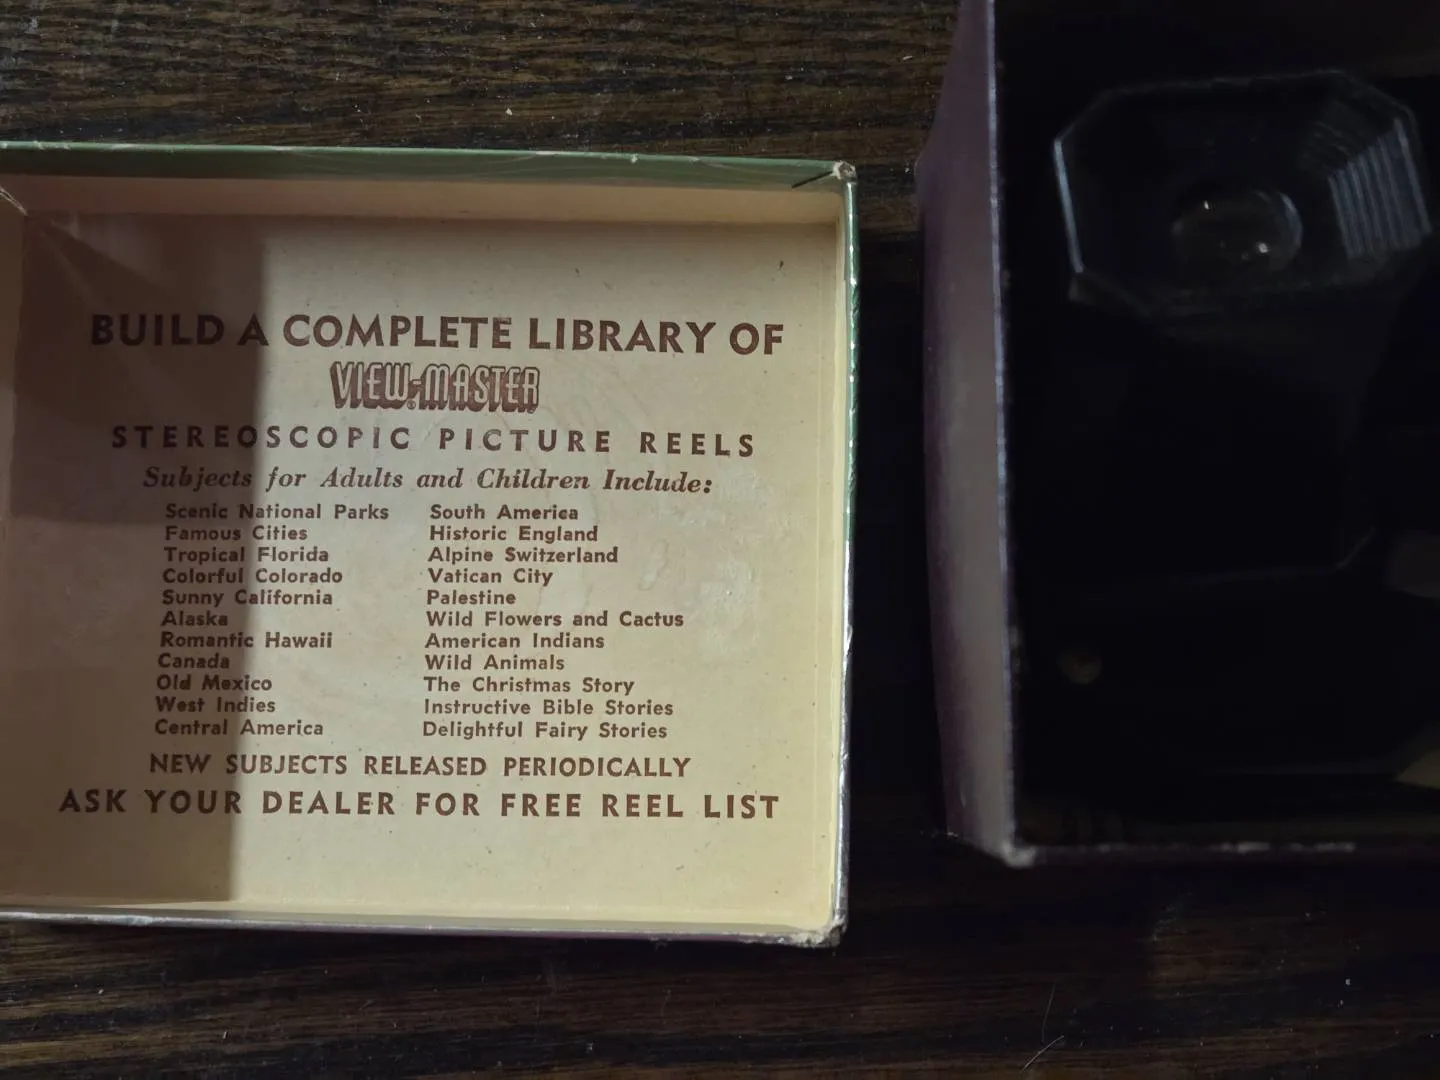 BUILD A COMPLETE LIBRARY OF
VIEW-MASTER
STEREOSCOPIC PICTURE REELS
Subjects for Adults and Children Include:
Scenic National Parks
Famous Cities
Tropical Florida
Colorful Colorado
Sunny California
Alaska
Romantic Hawaii
Canada
Old Mexico
West Indies
Central America
South America
Historic England
Alpine Switzerland
Vatican City
Palestine
Wild Flowers and Cactus
American Indians
Wild Animals
The Christmas Story
Instructive Bible Stories
Delightful Fairy Stories
NEW SUBJECTS RELEASED PERIODICALLY
ASK YOUR DEALER FOR FREE REEL LIST